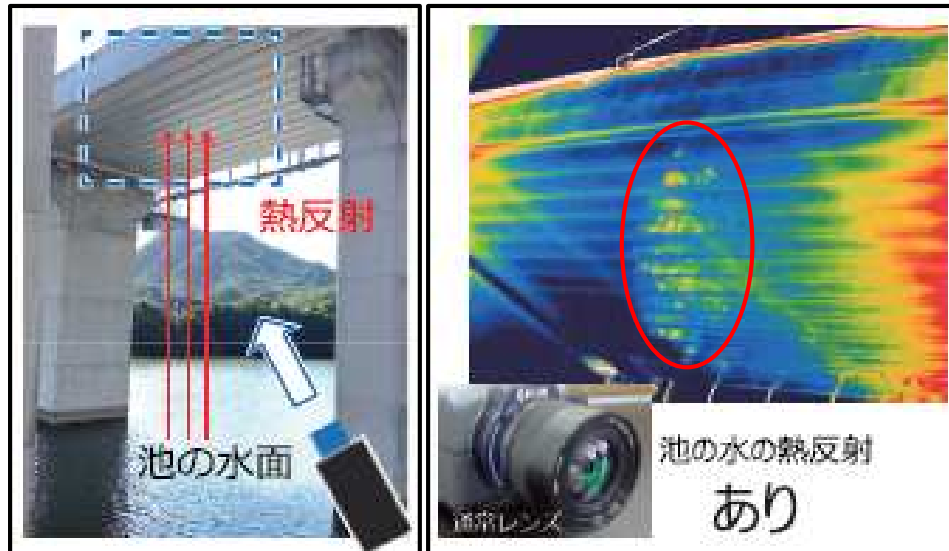 熱反射
池の水面
通常レンズ
池の水の熱反射
あり